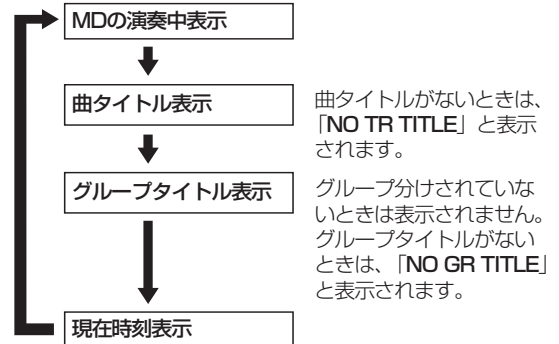 MDの演奏中表示
曲タイトル表示
曲タイトルがないときは、
「NO TR TITLE」と表示
されます。
グループタイトル表示
グループ分けされていな
いときは表示されません。
グループタイトルがない
ときは、「NO GR TITLE」
と表示されます。
現在時刻表示